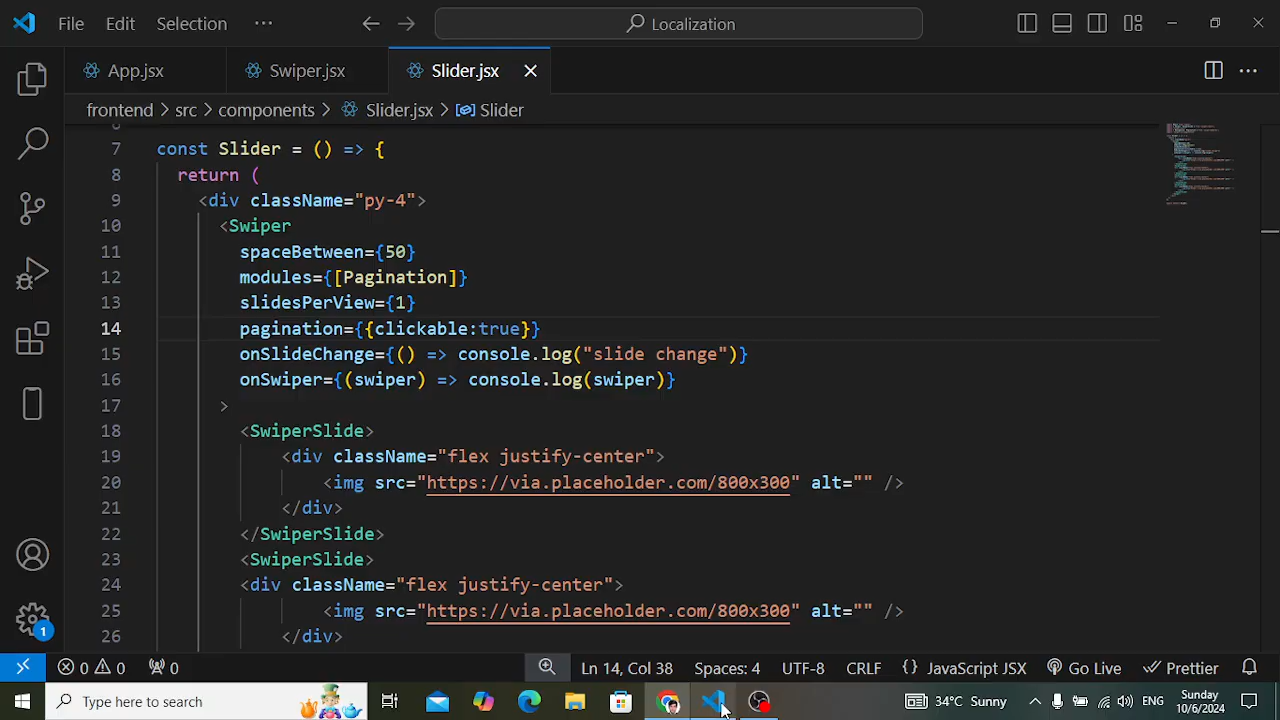 File Edit Selection ··· Localization
App.jsx Swiper.jsx Slider.jsx
frontend > src > components > Slider.jsx > Slider
6
7 const Slider = () => {
8 return (
9 <div className="py-4">
10 <Swiper
11 spaceBetween={50}
12 modules={[Pagination]}
13 slidesPerView={1}
14 pagination={{clickable:true}}
15 onSlideChange={() => console.log("slide change")}
16 onSwiper={(swiper) => console.log(swiper)}
17 >
18 <SwiperSlide>
19 <div className="flex justify-center">
20 <img src="https://via.placeholder.com/800x300" alt="" />
21 </div>
22 </SwiperSlide>
23 <SwiperSlide>
24 <div className="flex justify-center">
25 <img src="https://via.placeholder.com/800x300" alt="" />
26 </div>
1
0 0 0 Ln 14, Col 38 Spaces: 4 UTF-8 CRLF {} JavaScript JSX Go Live Prettier
Type here to search 34°C Sunny ENG Sunday
10/6/2024